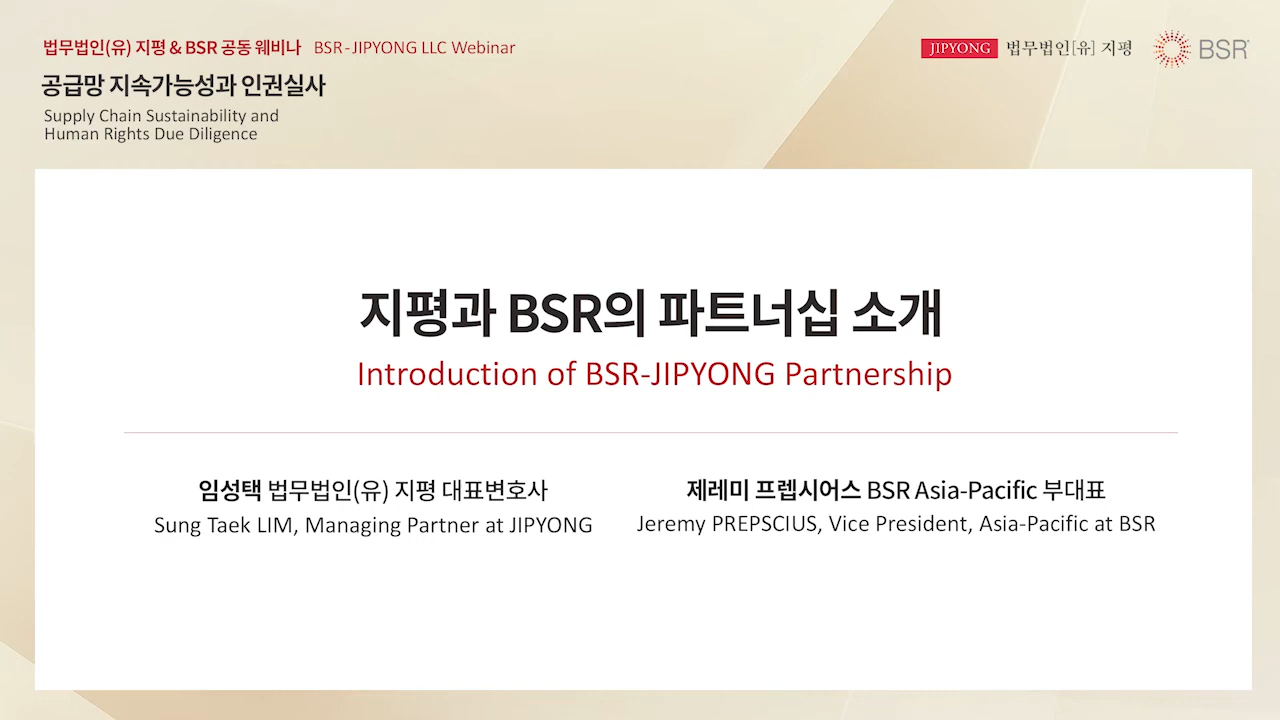 법무법인(유) 지평 & BSR 공동 웨비나 BSR-JIPYONG LLC Webinar
공급망 지속가능성과 인권실사
Supply Chain Sustainability and
Human Rights Due Diligence
JIPYONG 법무법인[유] 지평 BSR®
지평과 BSR의 파트너십 소개
Introduction of BSR-JIPYONG Partnership
임성택 법무법인(유) 지평 대표변호사
Sung Taek LIM, Managing Partner at JIPYONG
제레미 프렙시어스 BSR Asia-Pacific 부대표
Jeremy PREPSCIUS, Vice President, Asia-Pacific at BSR